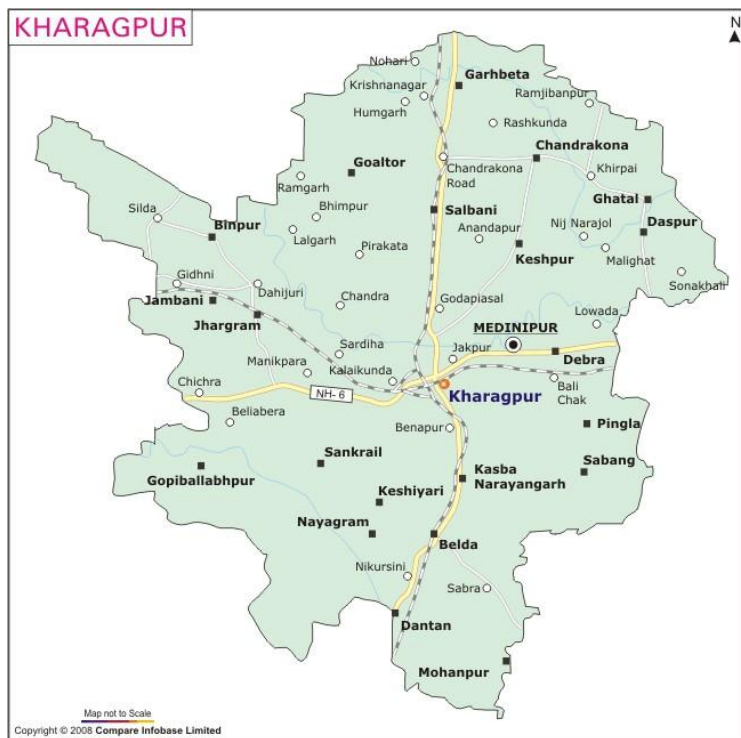 KHARAGPUR
N
Nohari
Garhbeta
Krishnanagar
Ramjibanpur
Humgarh
Rashkunda
Chandrakona
Goaltor
Chandrakona
Road
Khirpai
Ramgarh
Ghatal
Silda
Bhimpur
Salbani
Binpur
Lalgarh
Anandapur
Nij Narajol
Daspur
Pirakata
Keshpur
Malighat
Gidhni
Sonakhali
Dahijuri
Jambani
Chandra
Godapiasal
Lowada
Jhargram
MEDINIPUR
Sardiha
Jakpur
Debra
Manikpara
Kalaikunda
Chichra
NH- 6
Kharagpur
Bali
Chak
Beliabera
Benapur
Pingla
Sankrail
Sabang
Gopiballabhpur
Kasba
Narayangarh
Keshiyari
Nayagram
Belda
Nikursini
Sabra
Dantan
Mohanpur
Map not to Scale
Copyright © 2008 Compare Infobase Limited